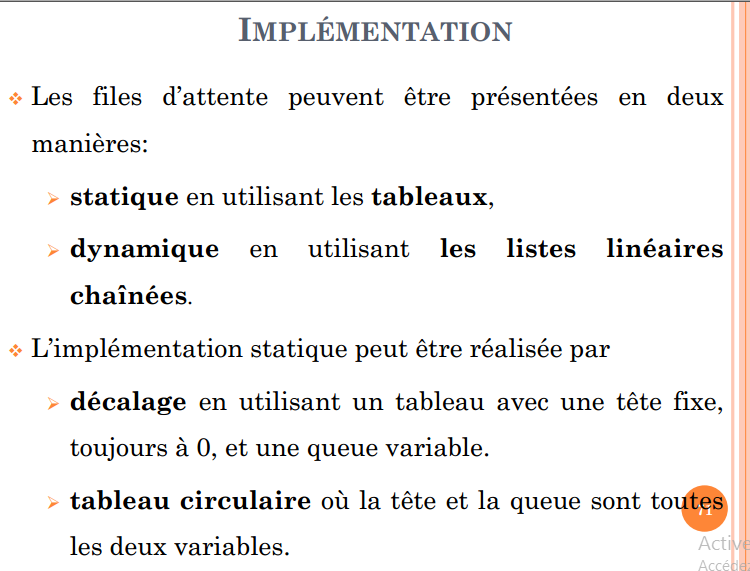 IMPLÉMENTATION
Les files d'attente peuvent être présentées en deux
manières:
statique en utilisant les tableaux,
dynamique en utilisant les listes linéaires
chaînées.
L'implémentation statique peut être réalisée par
décalage en utilisant un tableau avec une tête fixe,
toujours à 0, et une queue variable.
tableau circulaire où la tête et la queue sont toutes
les deux variables.
Active
Accédez